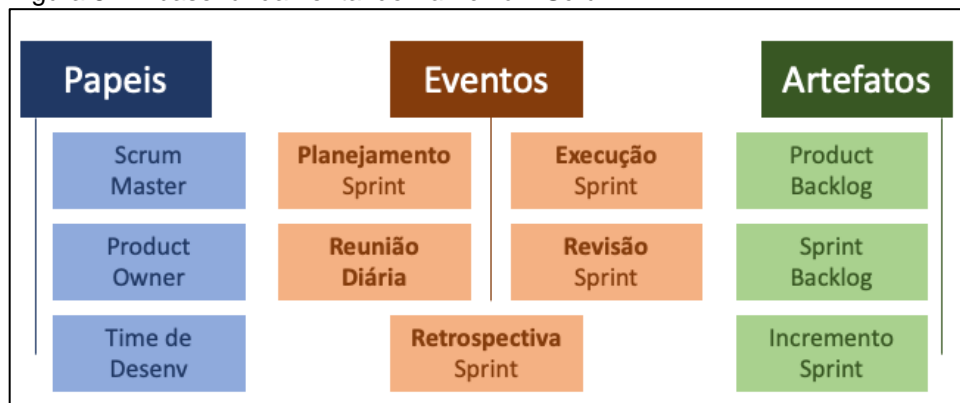 Papeis
Scrum
Master
Product
Owner
Time de
Desenv
Eventos
Planejamento
Sprint
Execução
Sprint
Reunião
Diária
Revisão
Sprint
Retrospectiva
Sprint
Artefatos
Product
Backlog
Sprint
Backlog
Incremento
Sprint